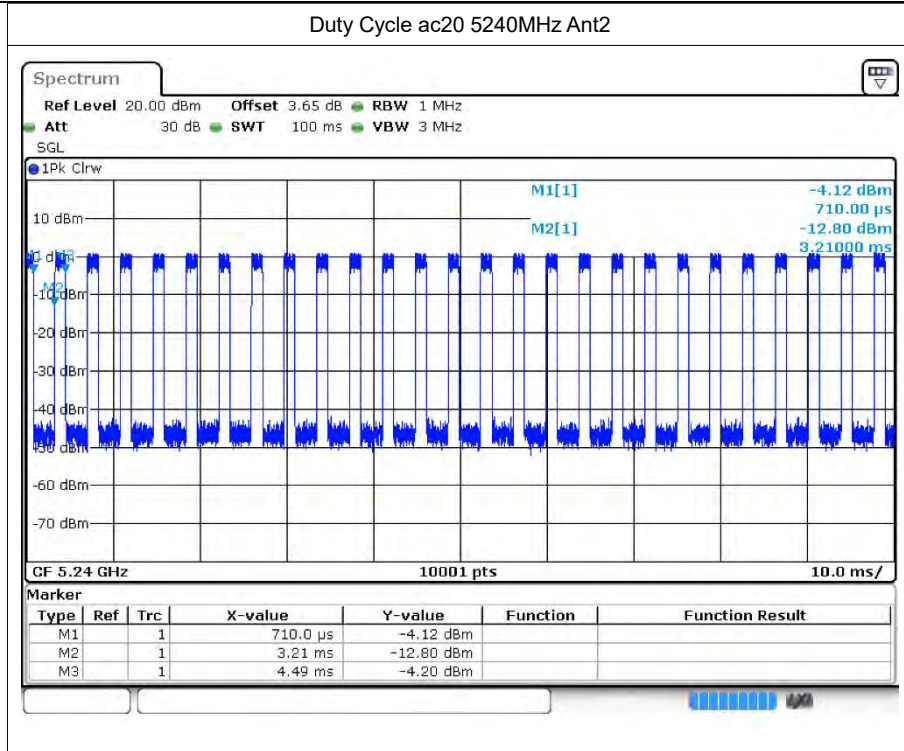 Duty Cycle ac20 5240MHz Ant2
Spectrum
Ref Level 20.00 dBm Offset 3.65 dB RBW 1 MHz
Att 30 dB SWT 100 ms VBW 3 MHz
SGL
1Pk Clrw
M1[1] -4.12 dBm
710.00 µs
10 dBm
M2[1] -12.80 dBm
3.21000 ms
M2
-10 dBm
-20 dBm
-30 dBm
-40 dBm
-50 dBm
-60 dBm
-70 dBm
CF 5.24 GHz 10001 pts 10.0 ms/
Marker
Type Ref Trc X-value Y-value Function Function Result
M1 1 710.0 µs -4.12 dBm
M2 1 3.21 ms -12.80 dBm
M3 1 4.49 ms -4.20 dBm